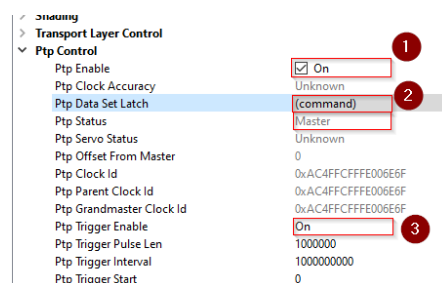 Shading
Transport Layer Control
Ptp Control
1
Ptp Enable On
Ptp Clock Accuracy Unknown
2
Ptp Data Set Latch (command)
Ptp Status Master
Ptp Servo Status Unknown
Ptp Offset From Master 0
Ptp Clock Id 0xAC4FFCFFFE006E6F
Ptp Parent Clock Id 0xAC4FFCFFFE006E6F
Ptp Grandmaster Clock Id 0xAC4FFCFFFE006E6F
Ptp Trigger Enable On
3
Ptp Trigger Pulse Len 1000000
Ptp Trigger Interval 1000000000
Ptp Trigger Start 0